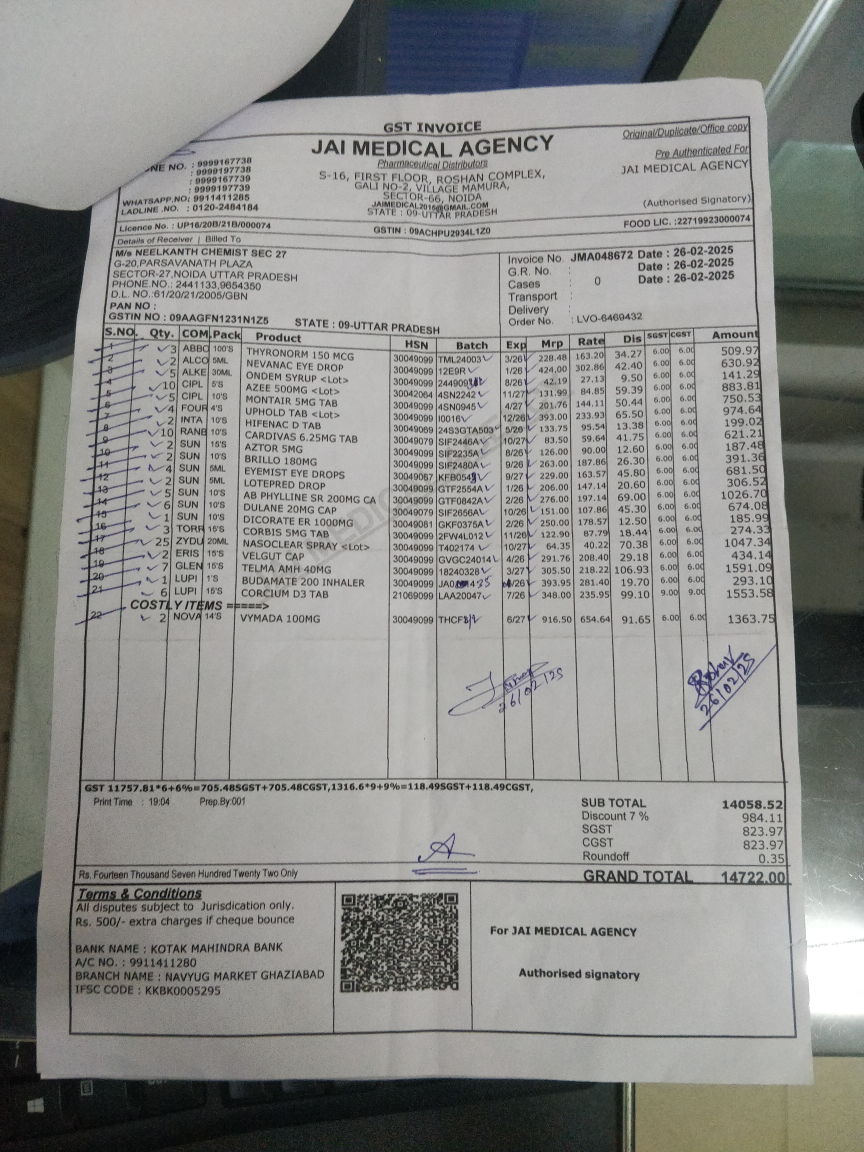 GST INVOICE
Original/Duplicate/Office copy
JAI MEDICAL AGENCY
Pharmaceutical Distributors
S-16, FIRST FLOOR, ROSHAN COMPLEX,
GALI NO-2, VILLAGE MAMURA,
SECTOR-66, NOIDA
JAIMEDICAL2016@GMAIL.COM
STATE : 09-UTTAR PRADESH
NE NO. : 9999167738
: 9999197738
: 9999167739
: 9999197739
WHATSAPP.NO: 9911411285
LADLINE .NO. : 0120-2484184
Pre Authenticated For
JAI MEDICAL AGENCY
(Authorised Signatory)
Licence No. : UP16/20B/21B/000074 GSTIN : 09ACHPU2934L1Z0 FOOD LIC. :22719923000074
Details of Receiver | Billed To
M/s NEELKANTH CHEMIST SEC 27
G-20,PARSAVANATH PLAZA
SECTOR-27,NOIDA UTTAR PRADESH
PHONE.NO.: 2441133,9654350
D.L. NO.:61/20/21/2005/GBN
PAN NO :
GSTIN NO : 09AAGFN1231N1Z5 STATE : 09-UTTAR PRADESH
Invoice No. JMA048672 Date : 26-02-2025
G.R. No. : Date : 26-02-2025
Cases : 0 Date : 26-02-2025
Transport :
Delivery :
Order No. : LVO-6469432
S.NO. Qty. COM. Pack Product HSN Batch Exp Mrp Rate Dis SGST CGST Amount
1 3 ABBO 100'S THYRONORM 150 MCG 30049099 TML24003 3/26 228.48 163.20 34.27 6.00 6.00 509.97
2 2 ALCO 5ML NEVANAC EYE DROP 30049099 12E9R 1/26 424.00 302.86 42.40 6.00 6.00 630.92
3 5 ALKE 30ML ONDEM SYRUP <Lot> 30049099 8/26 42.19 27.13 9.50 6.00 6.00 141.29
4 10 CIPL 5'S AZEE 500MG <Lot> 30042064 4SN2242 11/27 131.99 84.85 59.39 6.00 6.00 883.81
5 5 CIPL 10'S MONTAIR 5MG TAB 30049099 4SN0945 4/27 201.76 144.11 50.44 6.00 6.00 750.53
6 4 FOUR 4'S UPHOLD TAB <Lot> 30049099 I0016 12/26 393.00 233.93 65.50 6.00 6.00 974.64
7 2 INTA 10'S HIFENAC D TAB 30049099 24S3GTA503 5/26 133.75 95.54 13.38 6.00 6.00 199.02
8 10 RANB 10'S CARDIVAS 6.25MG TAB 30049079 SIF2446A 10/27 83.50 59.64 41.75 6.00 6.00 621.21
9 2 SUN 15'S AZTOR 5MG 30049099 SIF2235A 8/26 126.00 90.00 12.60 6.00 6.00 187.48
10 2 SUN 10'S BRILLO 180MG 30049099 SIF2480A 9/26 263.00 187.86 26.30 6.00 6.00 391.36
11 4 SUN 5ML EYEMIST EYE DROPS 30049067 KFB0549 9/27 229.00 163.57 45.80 6.00 6.00 681.50
12 2 SUN 5ML LOTEPRED DROP 30049099 GTF2554A 1/26 206.00 147.14 20.60 6.00 6.00 306.52
13 5 SUN 10'S AB PHYLLINE SR 200MG CA 30049099 GTF0842A 2/26 276.00 197.14 69.00 6.00 6.00 1026.70
14 6 SUN 10'S DULANE 20MG CAP 30049079 SIF2656A 10/26 151.00 107.86 45.30 6.00 6.00 674.08
15 1 SUN 10'S DICORATE ER 1000MG 30049081 GKF0375A 2/26 250.00 178.57 12.50 6.00 6.00 185.99
16 3 TORR 15'S CORBIS 5MG TAB 30049099 2FW4L012 11/26 122.90 87.79 18.44 6.00 6.00 274.33
17 25 ZYDU 20ML NASOCLEAR SPRAY <Lot> 30049099 T402174 10/27 64.35 40.22 70.38 6.00 6.00 1047.34
18 2 ERIS 15'S VELGUT CAP 30049099 GVGC24014 4/26 291.76 208.40 29.18 6.00 6.00 434.14
19 7 GLEN 15'S TELMA AMH 40MG 30049099 18240328 3/27 305.50 218.22 106.93 6.00 6.00 1591.09
20 1 LUPI 1'S BUDAMATE 200 INHALER 30049099 393.95 281.40 19.70 6.00 6.00 293.10
21 6 LUPI 15'S CORCIUM D3 TAB 21069099 LAA20047 7/26 348.00 235.95 99.10 9.00 9.00 1553.58
COSTLY ITEMS =====>
22 2 NOVA 14'S VYMADA 100MG 30049099 6/27 916.50 654.64 91.65 6.00 6.00 1363.75
26/02/25
26/02/25
GST 11757.81*6+6%=705.48SGST+705.48CGST,1316.6*9+9%=118.49SGST+118.49CGST,
Print Time : 19:04 Prep.By:001
SUB TOTAL 14058.52
Discount 7 % 984.11
SGST 823.97
CGST 823.97
Roundoff 0.35
Rs. Fourteen Thousand Seven Hundred Twenty Two Only
GRAND TOTAL 14722.00
Terms & Conditions
All disputes subject to Jurisdication only.
Rs. 500/- extra charges if cheque bounce
BANK NAME : KOTAK MAHINDRA BANK
A/C NO. : 9911411280
BRANCH NAME : NAVYUG MARKET GHAZIABAD
IFSC CODE : KKBK0005295
For JAI MEDICAL AGENCY
Authorised signatory